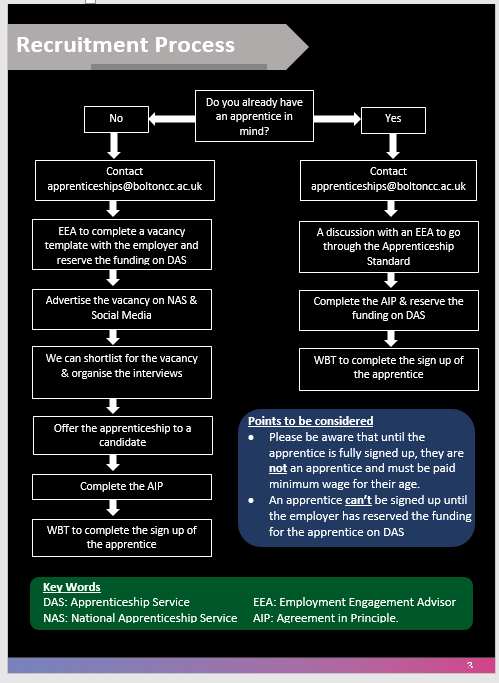 Recruitment Process
Do you already have
an apprentice in
mind?
No
Yes
Contact
apprenticeships@boltoncc.ac.uk
EEA to complete a vacancy
template with the employer and
reserve the funding on DAS
Advertise the vacancy on NAS &
Social Media
We can shortlist for the vacancy
& organise the interviews
Offer the apprenticeship to a
candidate
Complete the AIP
WBT to complete the sign up of
the apprentice
Contact
apprenticeships@boltoncc.ac.uk
A discussion with an EEA to go
through the Apprenticeship
Standard
Complete the AIP & reserve the
funding on DAS
WBT to complete the sign up of
the apprentice
Points to be considered
• Please be aware that until the
apprentice is fully signed up, they are
not an apprentice and must be paid
minimum wage for their age.
• An apprentice can't be signed up until
the employer has reserved the funding
for the apprentice on DAS
Key Words
DAS: Apprenticeship Service
EEA: Employment Engagement Advisor
NAS: National Apprenticeship Service
AIP: Agreement in Principle.
3